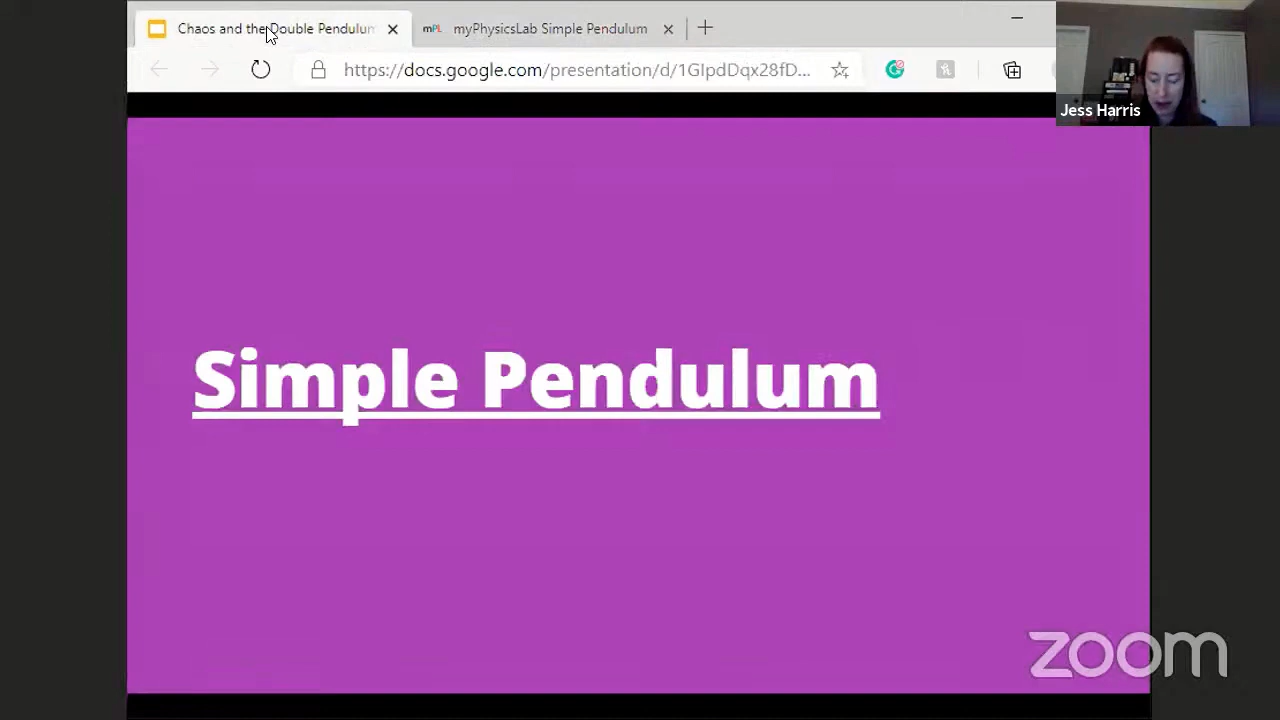 Chaos and the Double Pendulum
mPL myPhysicsLab Simple Pendulum
https://docs.google.com/presentation/d/1GIpdDqx28fD...
Jess Harris
Simple Pendulum
zoom